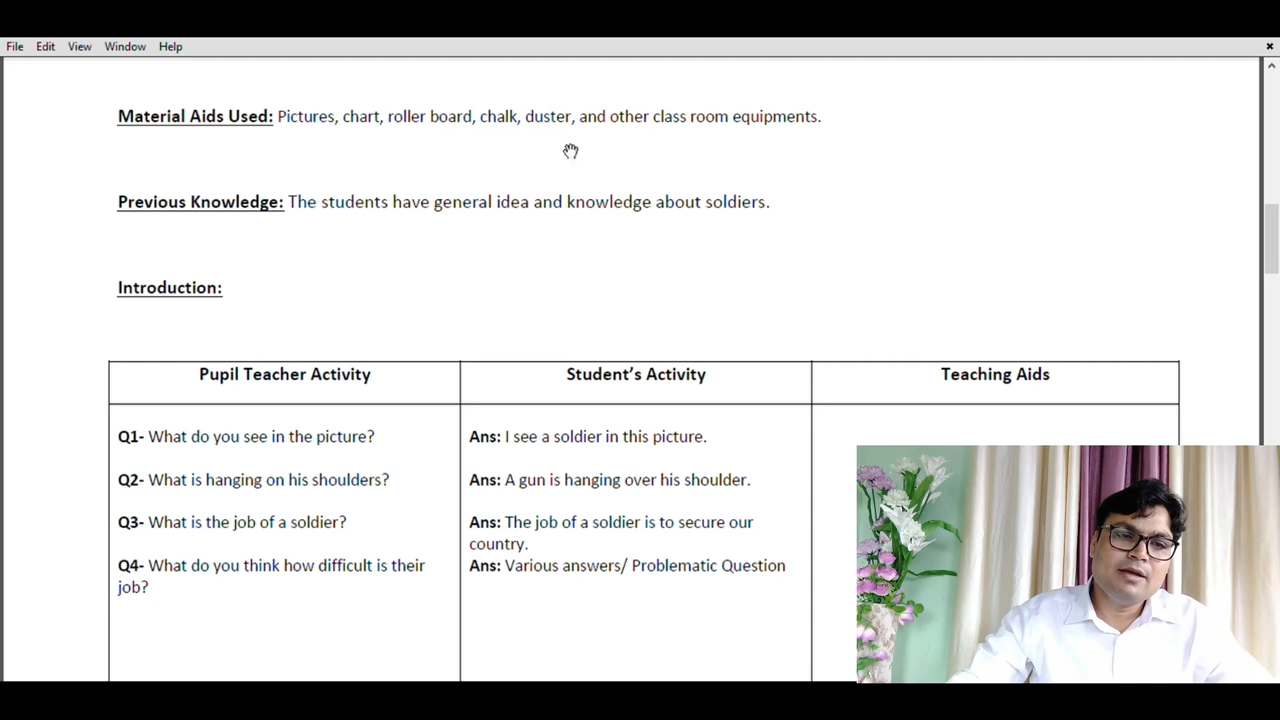 File Edit View Window Help
Material Aids Used: Pictures, chart, roller board, chalk, duster, and other class room equipments.
Previous Knowledge: The students have general idea and knowledge about soldiers.
Introduction:
Pupil Teacher Activity
Student's Activity
Teaching Aids
Q1- What do you see in the picture?
Ans: I see a soldier in this picture.
Q2- What is hanging on his shoulders?
Ans: A gun is hanging over his shoulder.
Q3- What is the job of a soldier?
Ans: The job of a soldier is to secure our
country.
Q4- What do you think how difficult is their
job?
Ans: Various answers/ Problematic Question